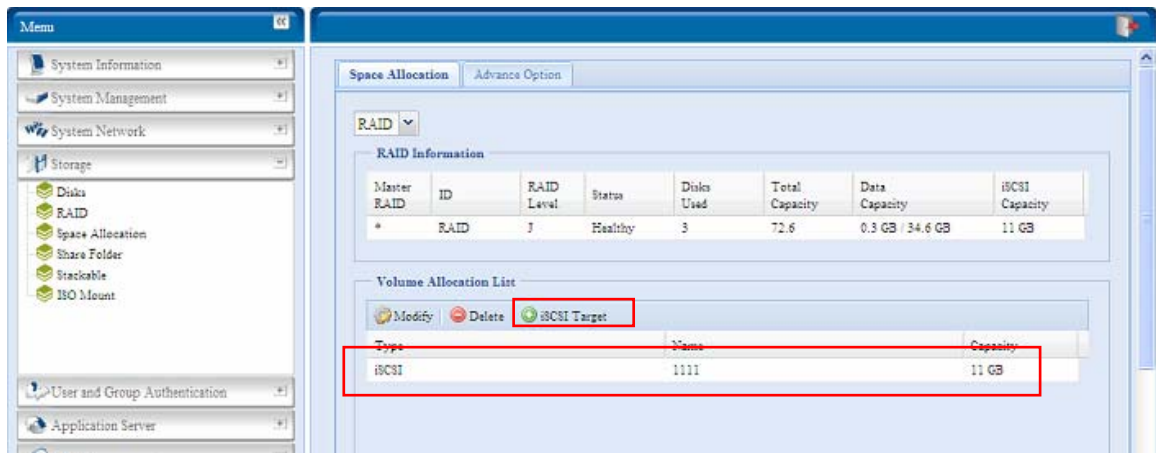 Menu
System Information
System Management
System Network
Storage
Disks
RAID
Space Allocation
Share Folder
Stackable
ISO Mount
User and Group Authentication
Application Server
Space Allocation Advance Option
RAID
RAID Information
Master RAID ID RAID Level Status Disks Used Total Capacity Data Capacity iSCSI Capacity
* RAID J Healthy 3 72.6 0.3 GB / 34.6 GB 11 GB
Volume Allocation List
Modify Delete iSCSI Target
Type Name Capacity
iSCSI 1111 11 GB